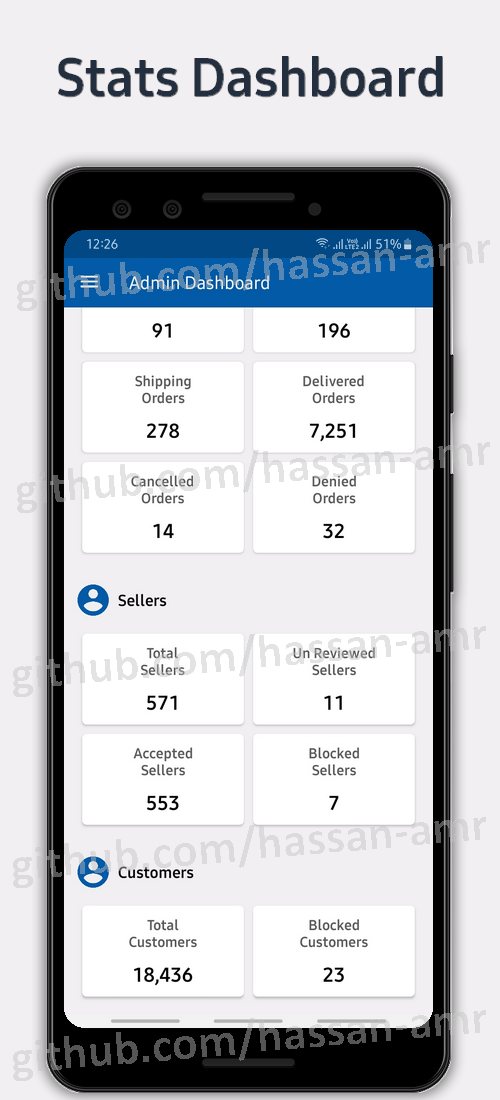 Stats Dashboard
12:26
Voo) LTE2 51%
github.com/hassan-amr
Admin Dashboard
91 196
Shipping Orders
278
Delivered Orders
7,251
github.com/hassan-amr
Cancelled Orders
14
Denied Orders
32
Sellers
github.com/hassan-amr
Total Sellers
571
Un Reviewed Sellers
11
Accepted Sellers
553
Blocked Sellers
7
github.com/hassan-amr
Customers
Total Customers
18,436
Blocked Customers
23
github.com/hassan-amr